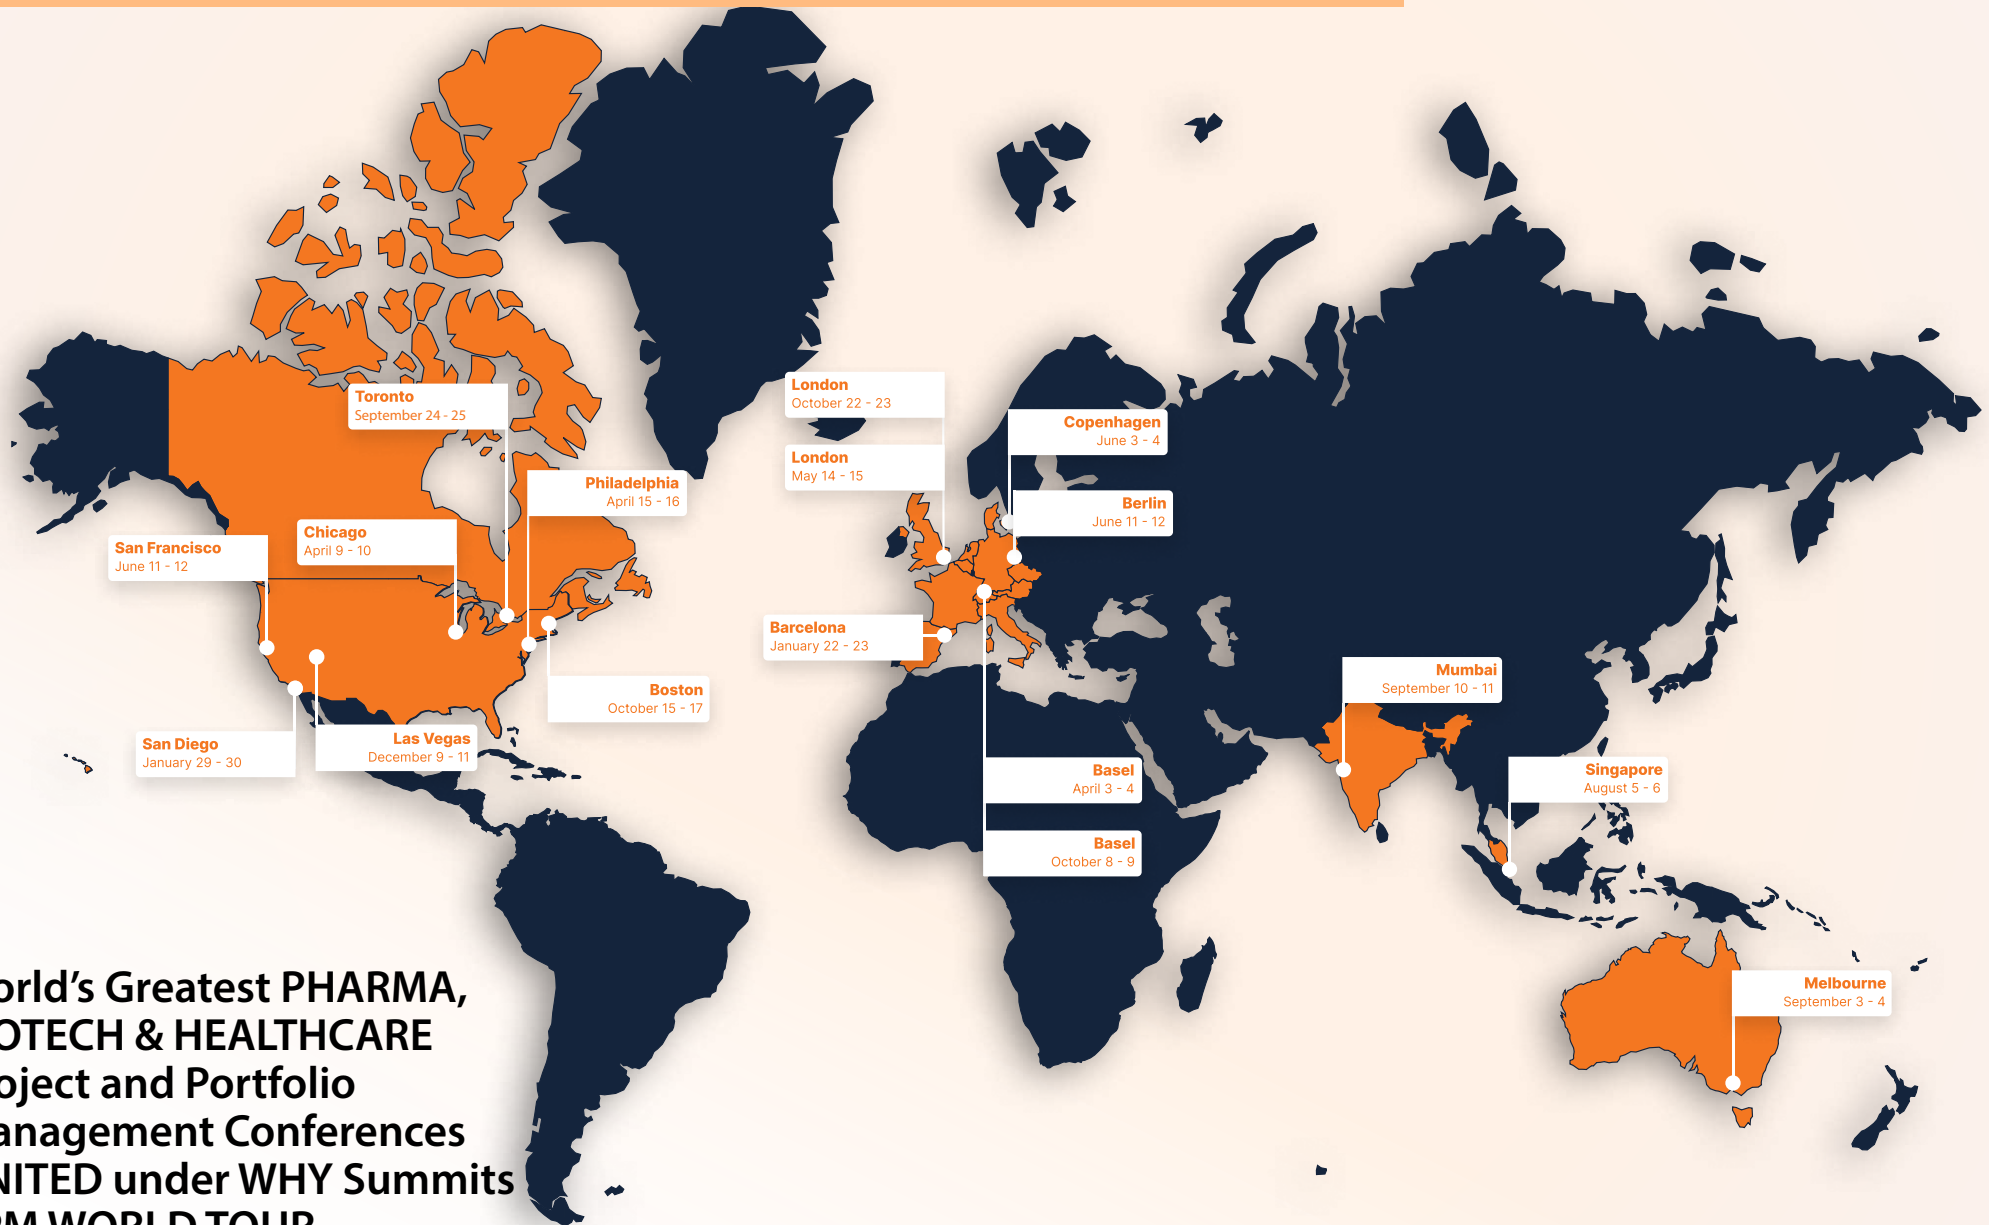 Toronto
September 24 - 25
London
October 22 - 23
Copenhagen
June 3 - 4
London
May 14 - 15
Philadelphia
April 15 - 16
Berlin
June 11 - 12
Chicago
April 9 - 10
San Francisco
June 11 - 12
Barcelona
January 22 - 23
Mumbai
September 10 - 11
Boston
October 15 - 17
San Diego
January 29 - 30
Las Vegas
December 9 - 11
Basel
April 3 - 4
Singapore
August 5 - 6
Basel
October 8 - 9
Melbourne
September 3 - 4
orld’s Greatest PHARMA,
OTECH & HEALTHCARE
oject and Portfolio
anagement Conferences
NITED under WHY Summits
WORLD TOUR